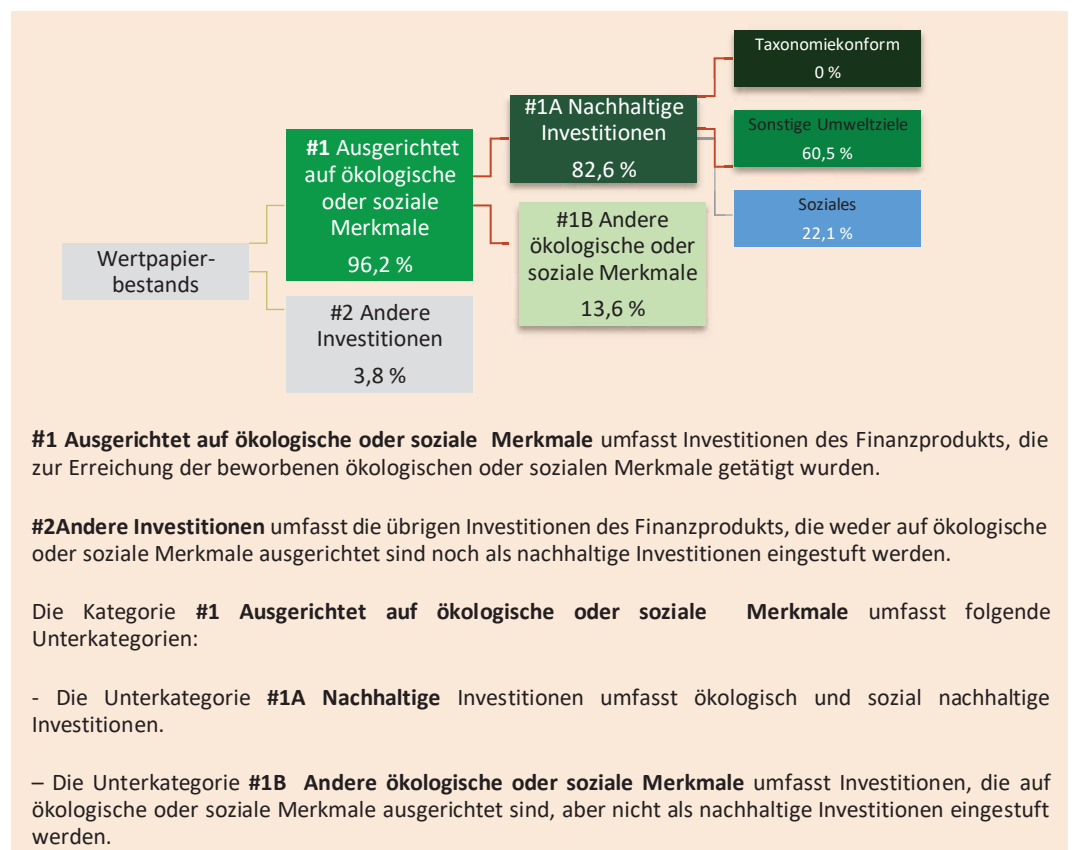 Wertpapier-
bestands
#1 Ausgerichtet
auf ökologische
oder soziale
Merkmale
96,2 %
#2 Andere
Investitionen
3,8 %
#1A Nachhaltige
Investitionen
82,6 %
#1B Andere
ökologische oder
soziale Merkmale
13,6 %
Taxonomiekonform
0 %
Sonstige Umweltziele
60,5 %
Soziales
22,1 %
#1 Ausgerichtet auf ökologische oder soziale Merkmale umfasst Investitionen des Finanzprodukts, die
zur Erreichung der beworbenen ökologischen oder sozialen Merkmale getätigt wurden.
#2Andere Investitionen umfasst die übrigen Investitionen des Finanzprodukts, die weder auf ökologische
oder soziale Merkmale ausgerichtet sind noch als nachhaltige Investitionen eingestuft werden.
Die Kategorie #1 Ausgerichtet auf ökologische oder soziale Merkmale umfasst folgende
Unterkategorien:
- Die Unterkategorie #1A Nachhaltige Investitionen umfasst ökologisch und sozial nachhaltige
Investitionen.
– Die Unterkategorie #1B Andere ökologische oder soziale Merkmale umfasst Investitionen, die auf
ökologische oder soziale Merkmale ausgerichtet sind, aber nicht als nachhaltige Investitionen eingestuft
werden.